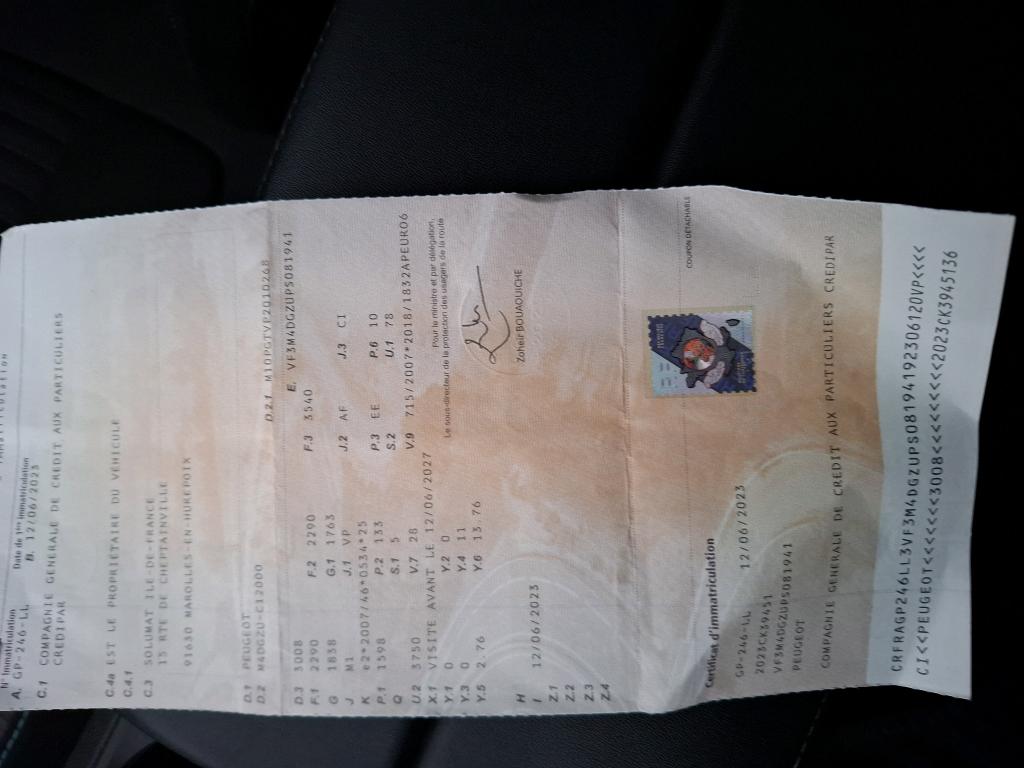 N° Immatriculation Date de 1ère Immatriculation
A. GP-246-LL B. 12/06/2023
C.1 COMPAGNIE GENERALE DE CREDIT AUX PARTICULIERS
CREDIPAR
C.4a EST LE PROPRIETAIRE DU VEHICULE
C.4.1
C.3 SOLUMAT ILE-DE-FRANCE
15 RTE DE CHEPTAINVILLE
91630 MAROLLES-EN-HUREPOIX
D.1 PEUGEOT
D.2 M4DGZU-C12000 D.2.1 M10PGTVP2010268
D.3 3008 E. VF3M4DGZUPS081941
F.1 2290 F.2 2290 F.3 3540
G 1838 G.1 1763
J N1 J.1 VP J.2 AF J.3 CI
K e2*2007/46*0534*25
P.1 1598 P.2 133 P.3 EE P.6 10
Q S.1 5 S.2 U.1 78
U.2 3750 V.7 28 V.9 715/2007*2018/1832APEURO6
X.1 VISITE AVANT LE 12/06/2027
Y.1 0 Y.2 0
Y.3 0 Y.4 11
Y.5 2.76 Y.6 13.76
Pour le ministre et par délégation,
Le sous-directeur de la protection des usagers de la route
Zoheir BOUAOUICHE
H
I 12/06/2023
Z.1
Z.2
Z.3
Z.4
COUPON DÉTACHABLE
Certificat d'immatriculation
GP-246-LL 12/06/2023
2023CK39451
VF3M4DGZUPS081941
PEUGEOT
COMPAGNIE GENERALE DE CREDIT AUX PARTICULIERS CREDIPAR
CRFRAGP246LL3VF3M4DGZUPS0819419230612OVP<<<<
CI<<PEUGEOT<<<<<<<<<3008<<<<<<<<<2023CK3945136